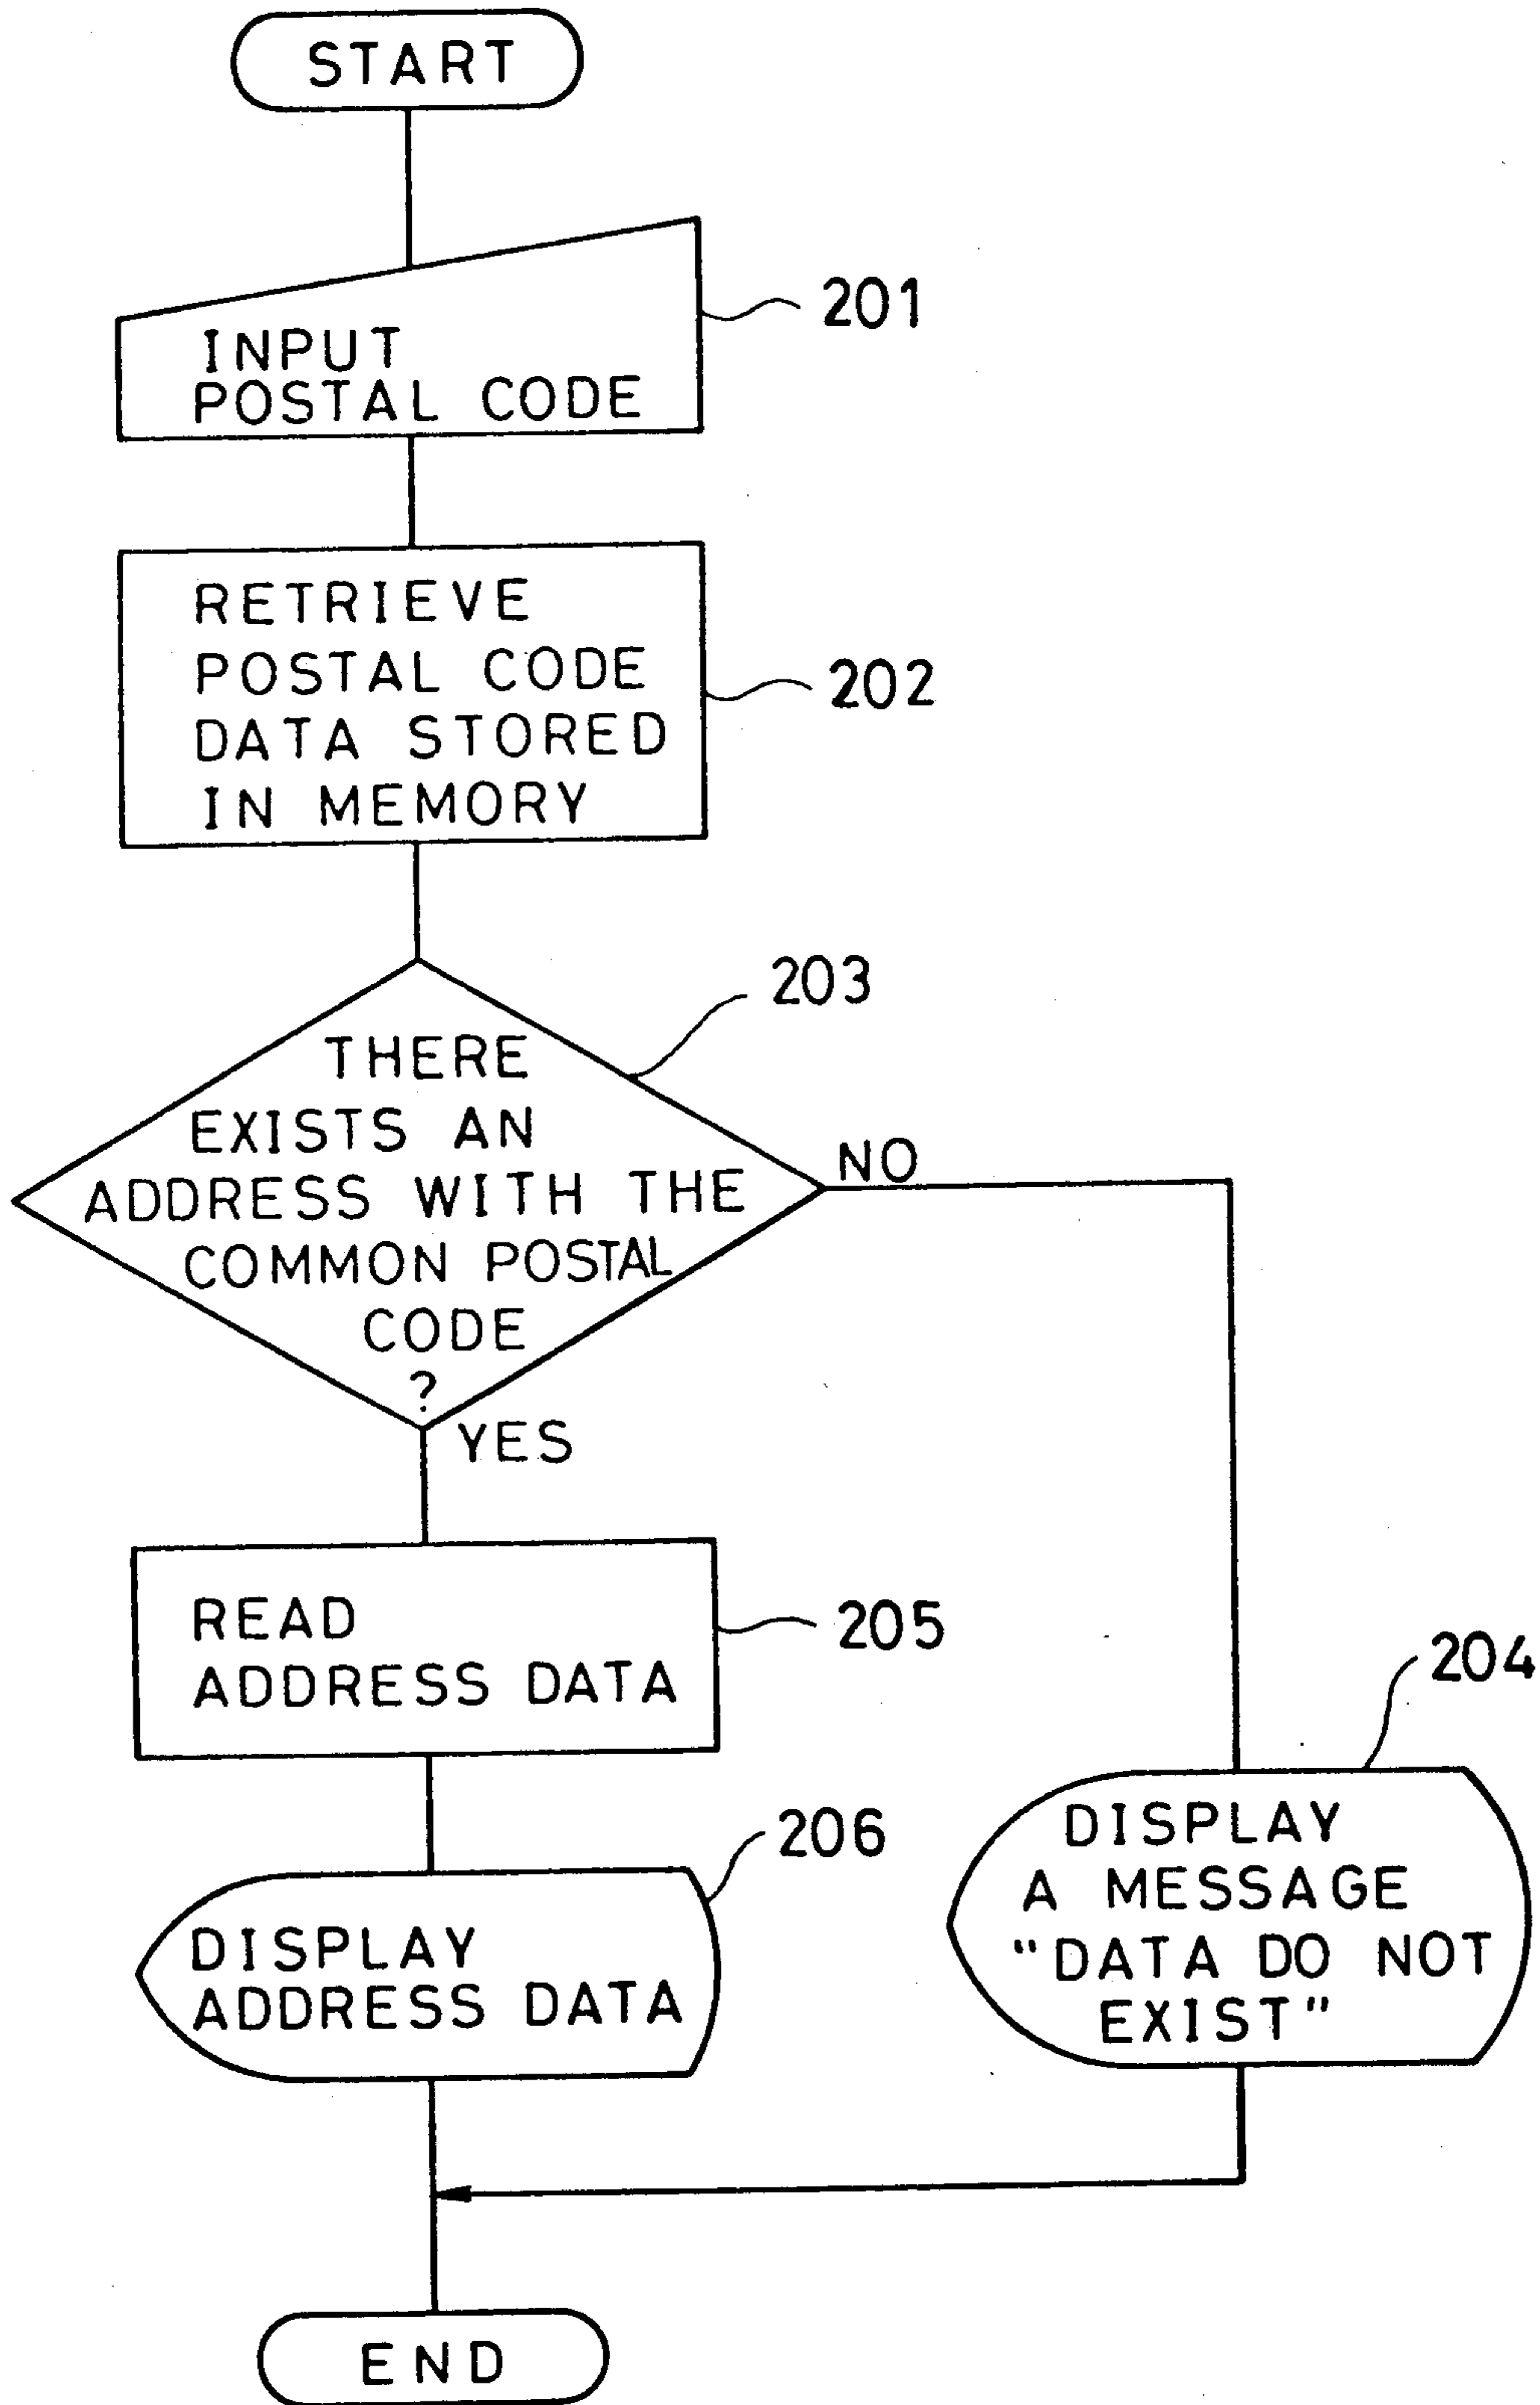 START
INPUT
POSTAL CODE
201
RETRIEVE
POSTAL CODE
DATA STORED
IN MEMORY
202
203
THERE
EXISTS AN
ADDRESS WITH THE
COMMON POSTAL
CODE
?
NO
YES
READ
ADDRESS DATA
205
204
DISPLAY
A MESSAGE
“DATA DO NOT
EXIST”
206
DISPLAY
ADDRESS DATA
END